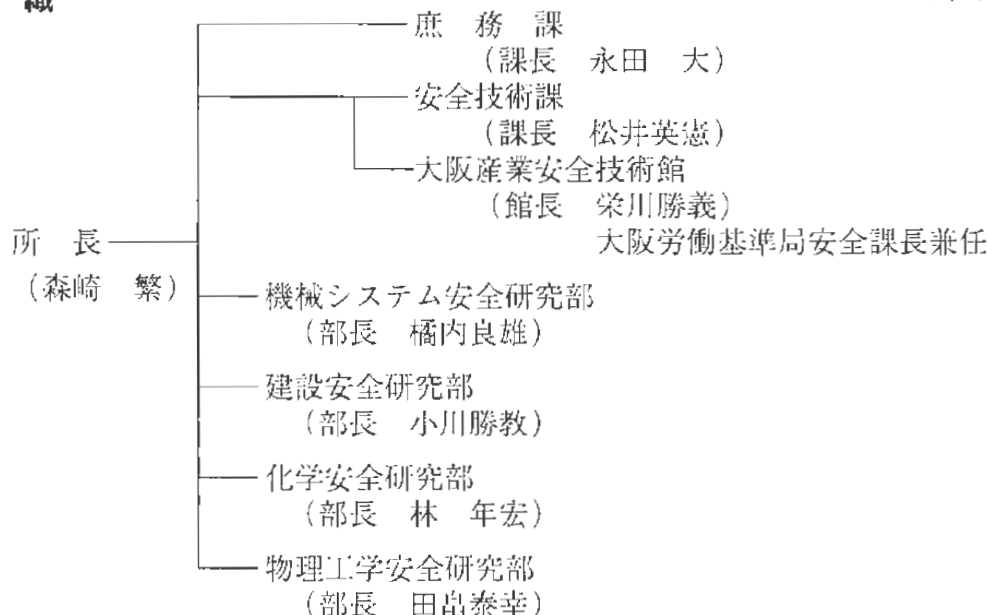 織
庶　務　課
（課長　永田　大）
安全技術課
（課長　松井英憲）
大阪産業安全技術館
（館長　栄川勝義）
大阪労働基準局安全課長兼任
所　長
（森崎　繁）
機械システム安全研究部
（部長　橘内良雄）
建設安全研究部
（部長　小川勝教）
化学安全研究部
（部長　林　年宏）
物理工学安全研究部
（部長　田畠泰幸）